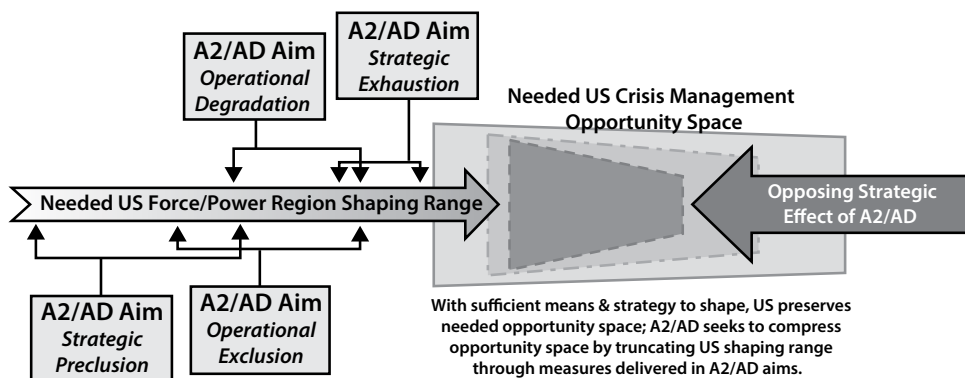 A2/AD Aim
Operational
Degradation
A2/AD Aim
Strategic
Exhaustion
Needed US Crisis Management
Opportunity Space
Needed US Force/Power Region Shaping Range
Opposing Strategic
Effect of A2/AD
A2/AD Aim
Strategic
Preclusion
A2/AD Aim
Operational
Exclusion
With sufficient means & strategy to shape, US preserves
needed opportunity space; A2/AD seeks to compress
opportunity space by truncating US shaping range
through measures delivered in A2/AD aims.